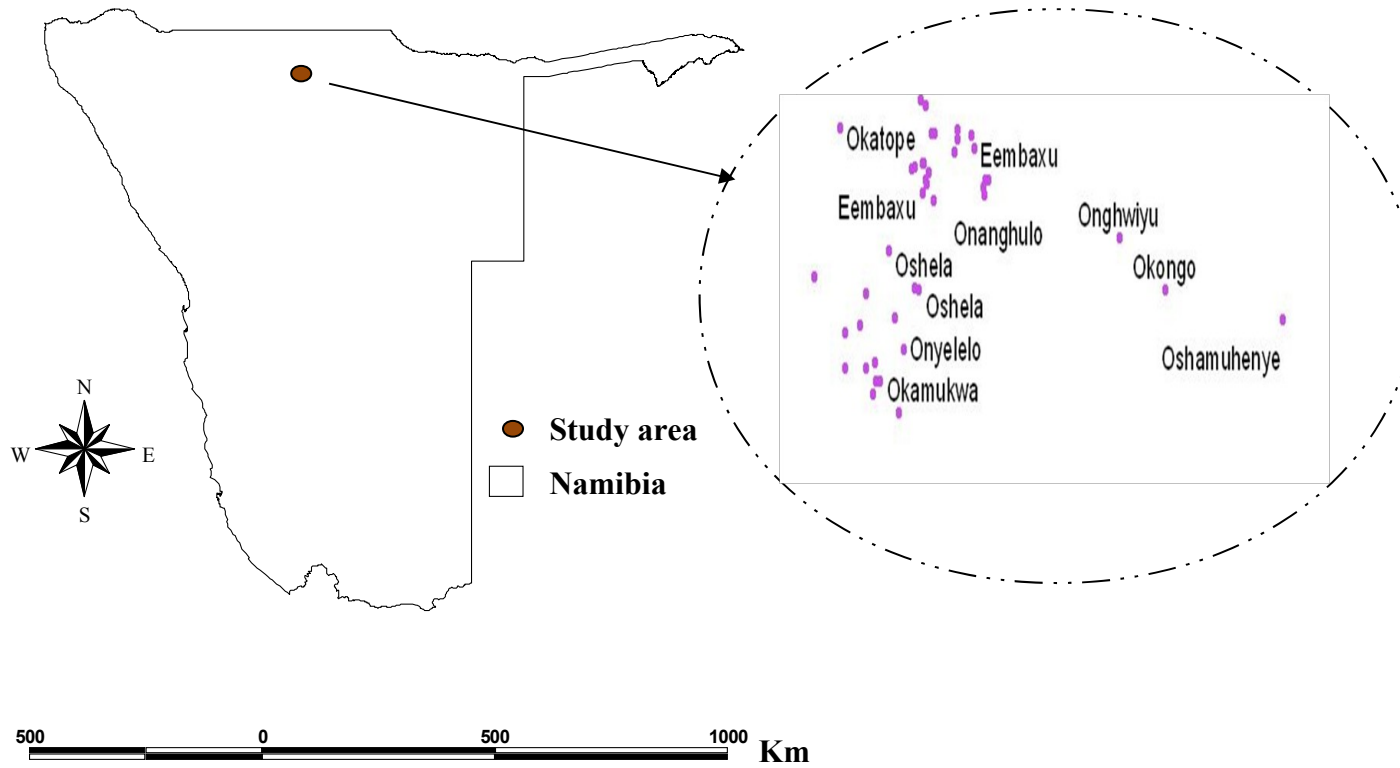 Okatope
Eembaxu
Eembaxu
Onghwiyu
Onanghulo
Oshela
Okongo
Oshela
Onyelelo
Oshamuhenye
Okamukwa
N
W
E
S
Study area
Namibia
500 0 500 1000 Km